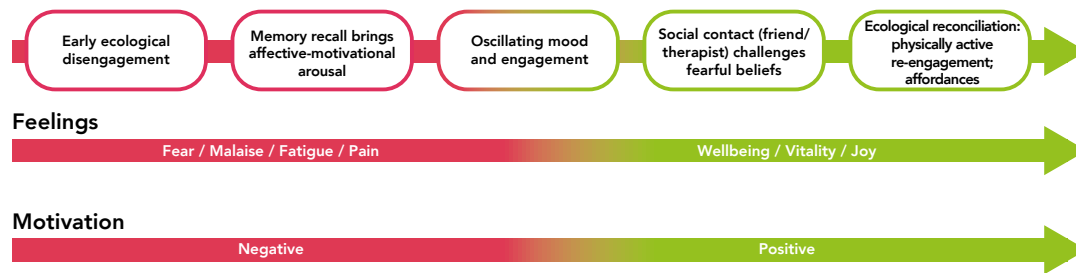 Early ecological
disengagement
Memory recall brings
affective-motivational
arousal
Oscillating mood
and engagement
Social contact (friend/
therapist) challenges
fearful beliefs
Ecological reconciliation:
physically active
re-engagement;
affordances
Feelings
Fear / Malaise / Fatigue / Pain
Wellbeing / Vitality / Joy
Motivation
Negative
Positive